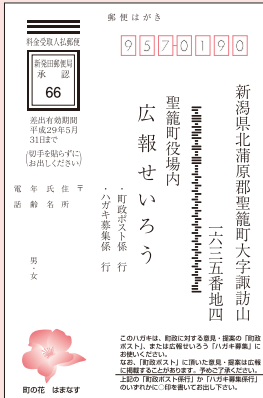 郵便はがき
料金受取人払郵便
新発田郵便局
承認
66
差出有効期間
平成29年5月
31日まで
(切手を貼らずに
お出しください)
9570190
新潟県北蒲原郡聖籠町大字諏訪山
一六三五番地四
聖籠町役場内
広報せいろう
・町政ポスト係 行
・ハガキ募集係 行
〒
住所
氏名
年齢
電話
男・女
このハガキは、町政に対する意見・提案の「町政
ポスト」、または広報せいろう「ハガキ募集」に
お使いください。
なお、「町政ポスト」に頂いた意見・提案は広報
に掲載することがあります。予めご了承ください。
上記の「町政ポスト係行」か「ハガキ募集係行」
のいずれかに○印を書いてお出し下さい。
町の花 はまなす